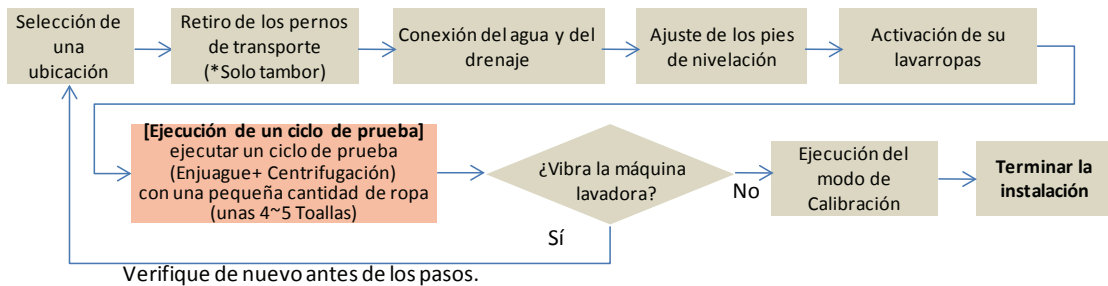 Selección de
una
ubicación
Retiro de los pernos
de transporte
(*Solo tambor)
Conexión del agua y del
drenaje
Ajuste de los pies
de nivelación
Activación de su
lavarropas
[Ejecución de un ciclo de prueba]
ejecutar un ciclo de prueba
(Enjuague+ Centrifugación)
con una pequeña cantidad de ropa
(unas 4~5 Toallas)
¿Vibra la máquina
lavadora?
No
Ejecución del
modo de
Calibración
Terminar la
instalación
Sí
Verifique de nuevo antes de los pasos.